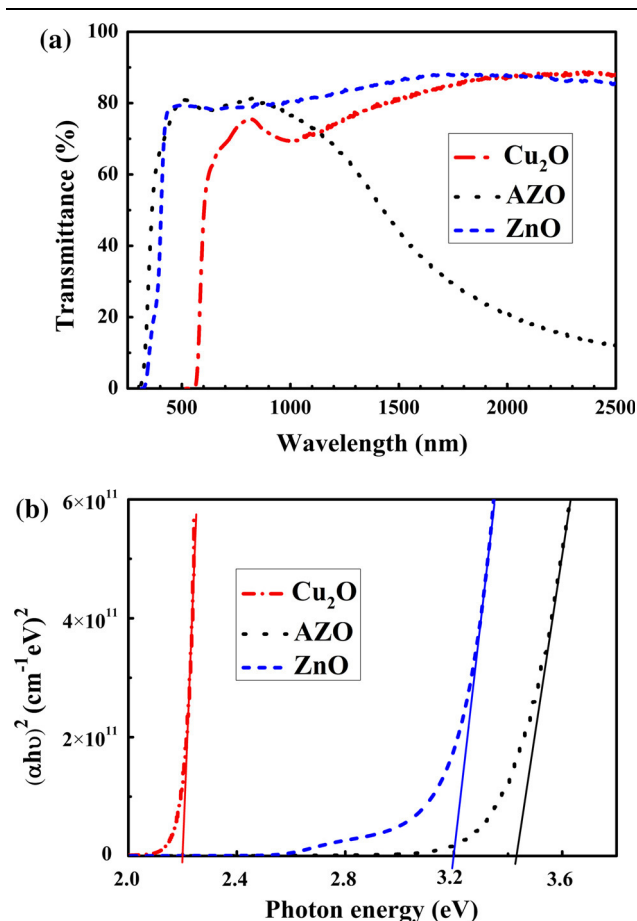 (a)
100
80
60
40
20
0
Transmittance (%)
Cu₂O
AZO
ZnO
500 1000 1500 2000 2500
Wavelength (nm)
(b)
6×10¹¹
4×10¹¹
2×10¹¹
0
(αhυ)² (cm⁻¹eV)²
Cu₂O
AZO
ZnO
2.0 2.4 2.8 3.2 3.6
Photon energy (eV)